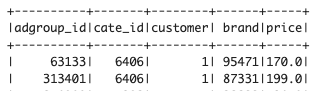 +----------+-------+--------+-----+-----+
|adgroup_id|cate_id|customer|brand|price|
+----------+-------+--------+-----+-----+
|     63133|   6406|       1|95471|170.0|
|    313401|   6406|       1|87331|199.0|